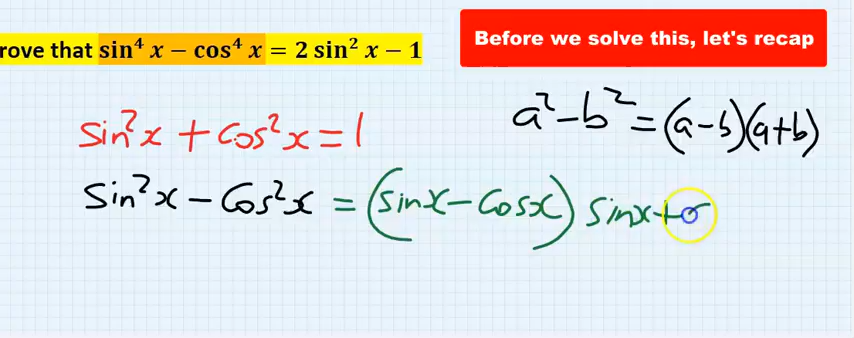 rove that sin⁴ x − cos⁴ x = 2 sin² x − 1
Before we solve this, let's recap
a² − b² = (a−b)(a+b)
sin²x + cos²x = 1
sin²x − cos²x = (sinx − cosx) sinx +